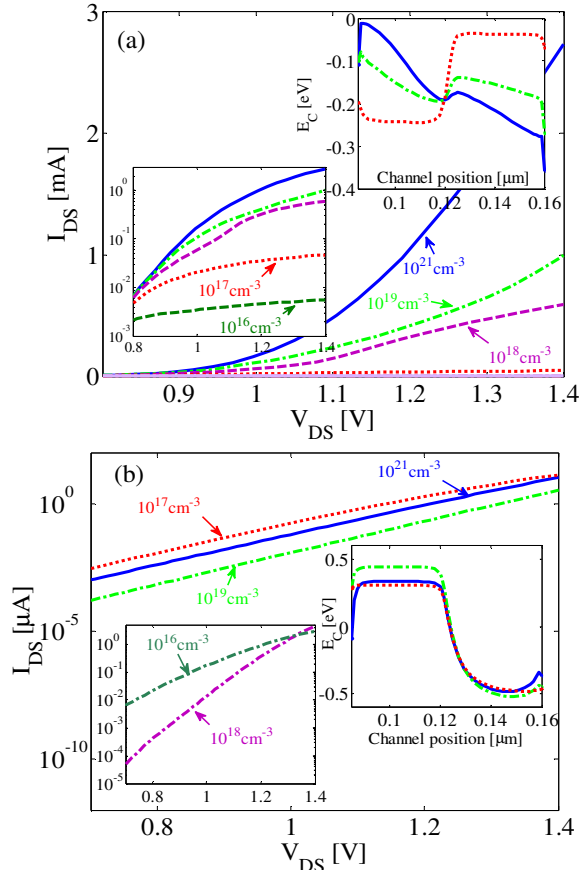 (a)
I_DS [mA]
3
2
1
0
0.9
1
1.1
1.2
1.3
1.4
V_DS [V]
10^21cm^-3
10^19cm^-3
10^18cm^-3
10^0
10^-1
10^-2
10^-3
0.8
1
1.2
1.4
10^17cm^-3
10^16cm^-3
E_C [eV]
0
-0.1
-0.2
-0.3
-0.4
Channel position [μm]
0.1
0.12
0.14
0.16
(b)
I_DS [μA]
10^0
10^-5
10^-10
0.8
1
1.2
1.4
V_DS [V]
10^17cm^-3
10^21cm^-3
10^19cm^-3
10^0
10^-1
10^-2
10^-3
10^-4
10^-5
0.8
1
1.2
1.4
10^16cm^-3
10^18cm^-3
E_C [eV]
0.5
0
-0.5
0.1
0.12
0.14
0.16
Channel position [μm]